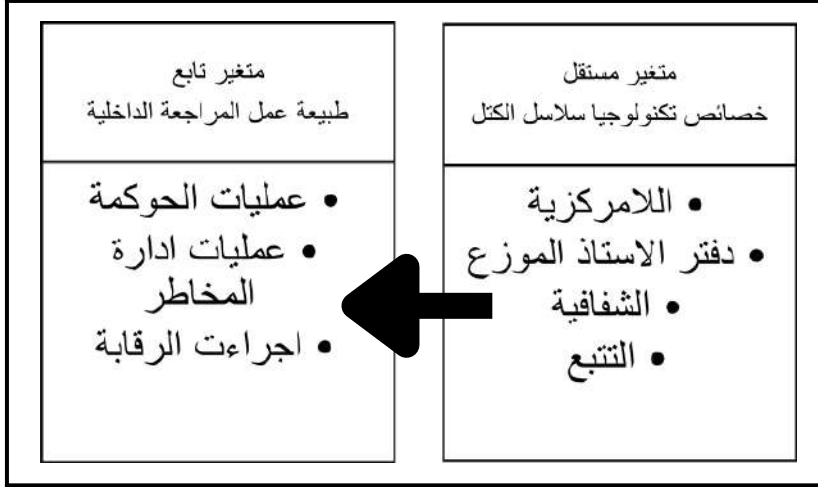 متغير مستقل
خصائص تكنولوجيا سلاسل الكتل
• اللامركزية
• دفتر الاستاذ الموزع
• الشفافية
• التتبع
متغير تابع
طبيعة عمل المراجعة الداخلية
• عمليات الحوكمة
• عمليات ادارة
المخاطر
• اجراءت الرقابة